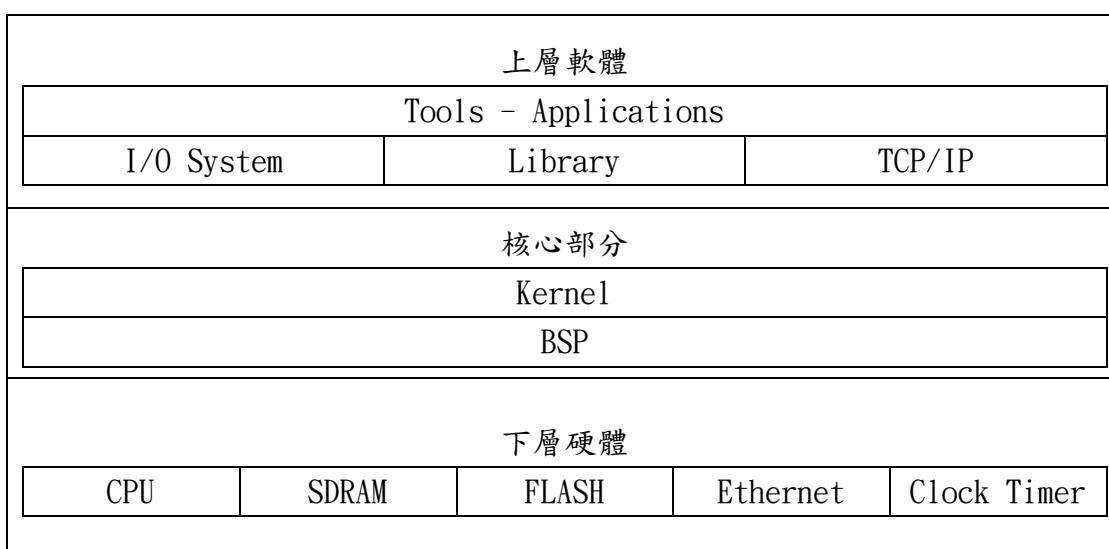 上層軟體
Tools - Applications
I/O System Library TCP/IP
核心部分
Kernel
BSP
下層硬體
CPU SDRAM FLASH Ethernet Clock Timer